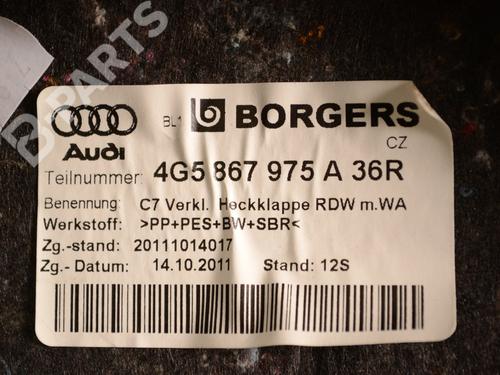 B-PARTS
Audi
BL1
BORGERS
CZ
Teilnummer: 4G5 867 975 A 36R
Benennung: C7 Verkl. Heckklappe RDW m.WA
Werkstoff: >PP+PES+BW+SBR<
Zg.-stand: 20111014017
Zg.- Datum: 14.10.2011 Stand: 12S